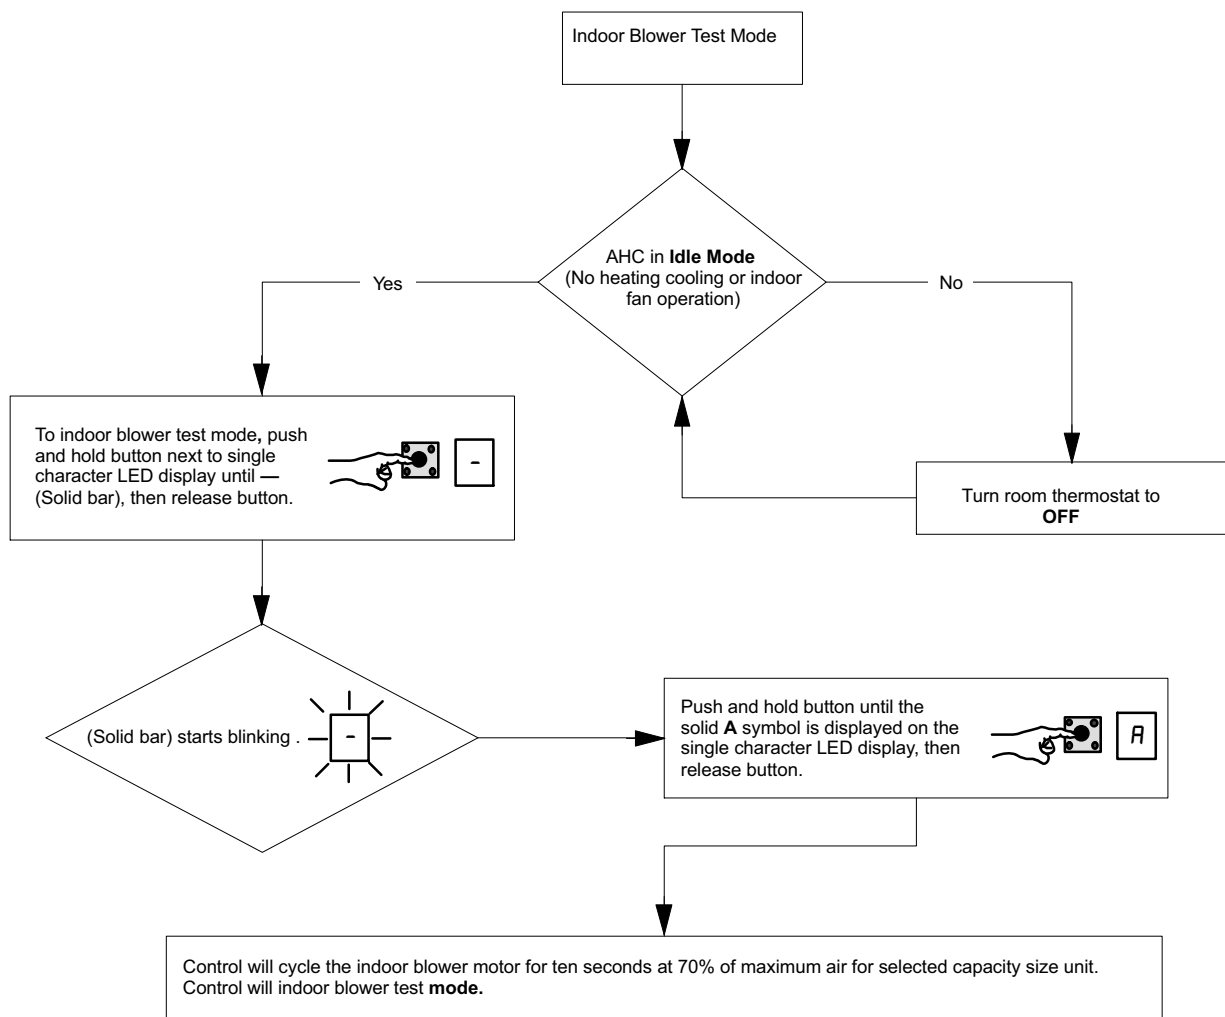 Indoor Blower Test Mode
AHC in Idle Mode
(No heating cooling or indoor
fan operation)
Yes
No
To indoor blower test mode, push
and hold button next to single
character LED display until —
(Solid bar), then release button.
-
Turn room thermostat to
OFF
(Solid bar) starts blinking .
-
Push and hold button until the
solid A symbol is displayed on the
single character LED display, then
release button.
A
Control will cycle the indoor blower motor for ten seconds at 70% of maximum air for selected capacity size unit.
Control will indoor blower test mode.